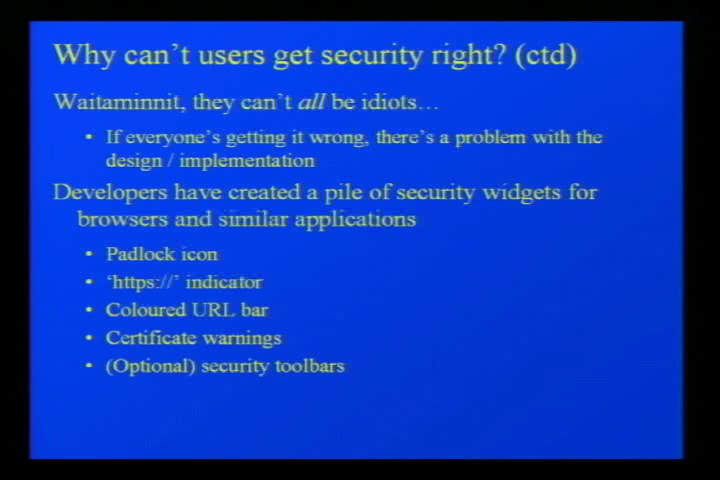 Why can't users get security right? (ctd)
Waitaminnit, they can't all be idiots…
• If everyone's getting it wrong, there's a problem with the
design / implementation
Developers have created a pile of security widgets for
browsers and similar applications
• Padlock icon
• 'https://' indicator
• Coloured URL bar
• Certificate warnings
• (Optional) security toolbars